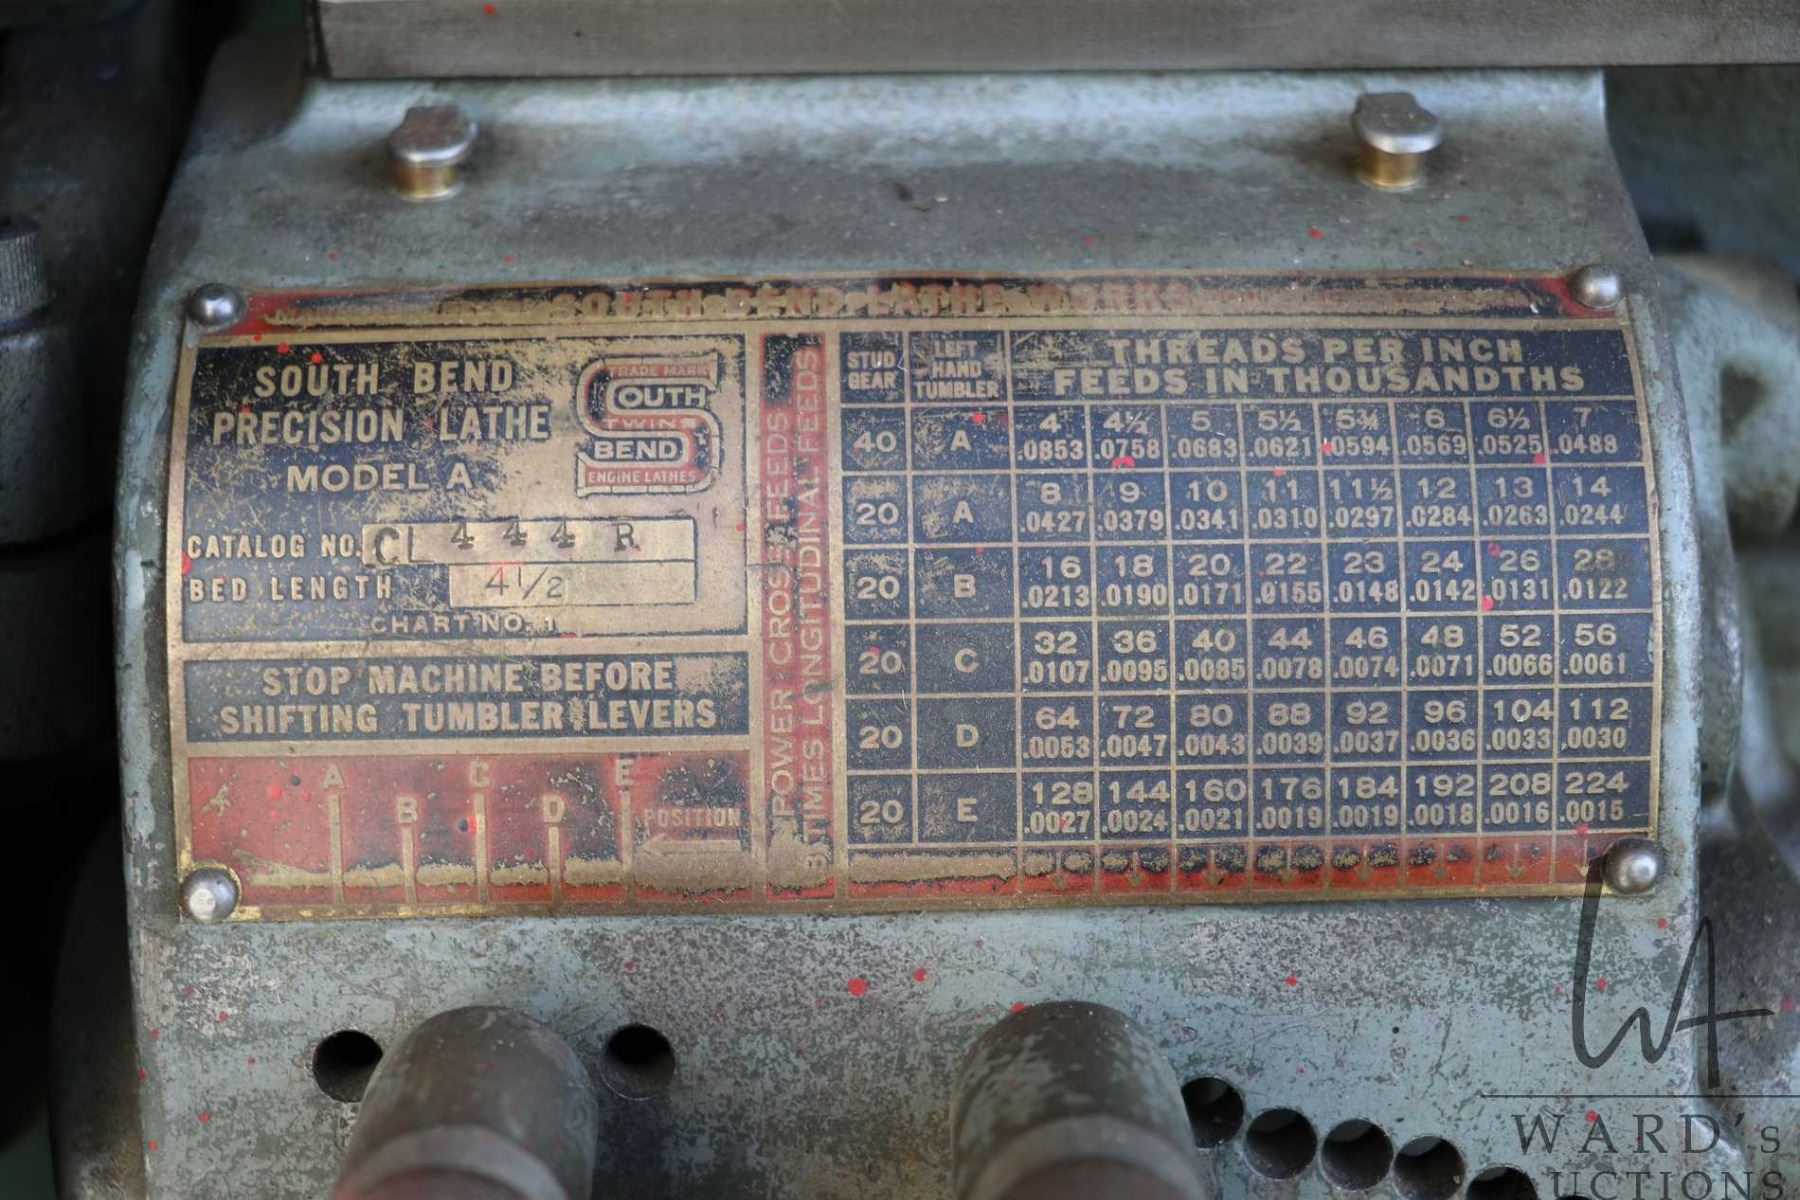 SOUTH BEND LATHE WORKS
SOUTH BEND
PRECISION LATHE
MODEL A
TRADE MARK
SOUTH
TWIN
BEND
ENGINE LATHES
CATALOG NO. CL 444 R
BED LENGTH 4 1/2
CHART NO. 1
STOP MACHINE BEFORE
SHIFTING TUMBLER LEVERS
A B C D E POSITION
POWER CROSS FEEDS
TIMES LONGITUDINAL FEEDS
STUD GEAR LEFT HAND TUMBLER THREADS PER INCH
FEEDS IN THOUSANDTHS
40 A 4 4½ 5 5½ 5¾ 6 6½ 7
.0853 .0758 .0683 .0621 .0594 .0569 .0525 .0488
20 A 8 9 10 11 11½ 12 13 14
.0427 .0379 .0341 .0310 .0297 .0284 .0263 .0244
20 B 16 18 20 22 23 24 26 28
.0213 .0190 .0171 .0155 .0148 .0142 .0131 .0122
20 C 32 36 40 44 46 48 52 56
.0107 .0095 .0085 .0078 .0074 .0071 .0066 .0061
20 D 64 72 80 88 92 96 104 112
.0053 .0047 .0043 .0039 .0037 .0036 .0033 .0030
20 E 128 144 160 176 184 192 208 224
.0027 .0024 .0021 .0019 .0019 .0018 .0016 .0015
WA
WARD's
AUCTIONS